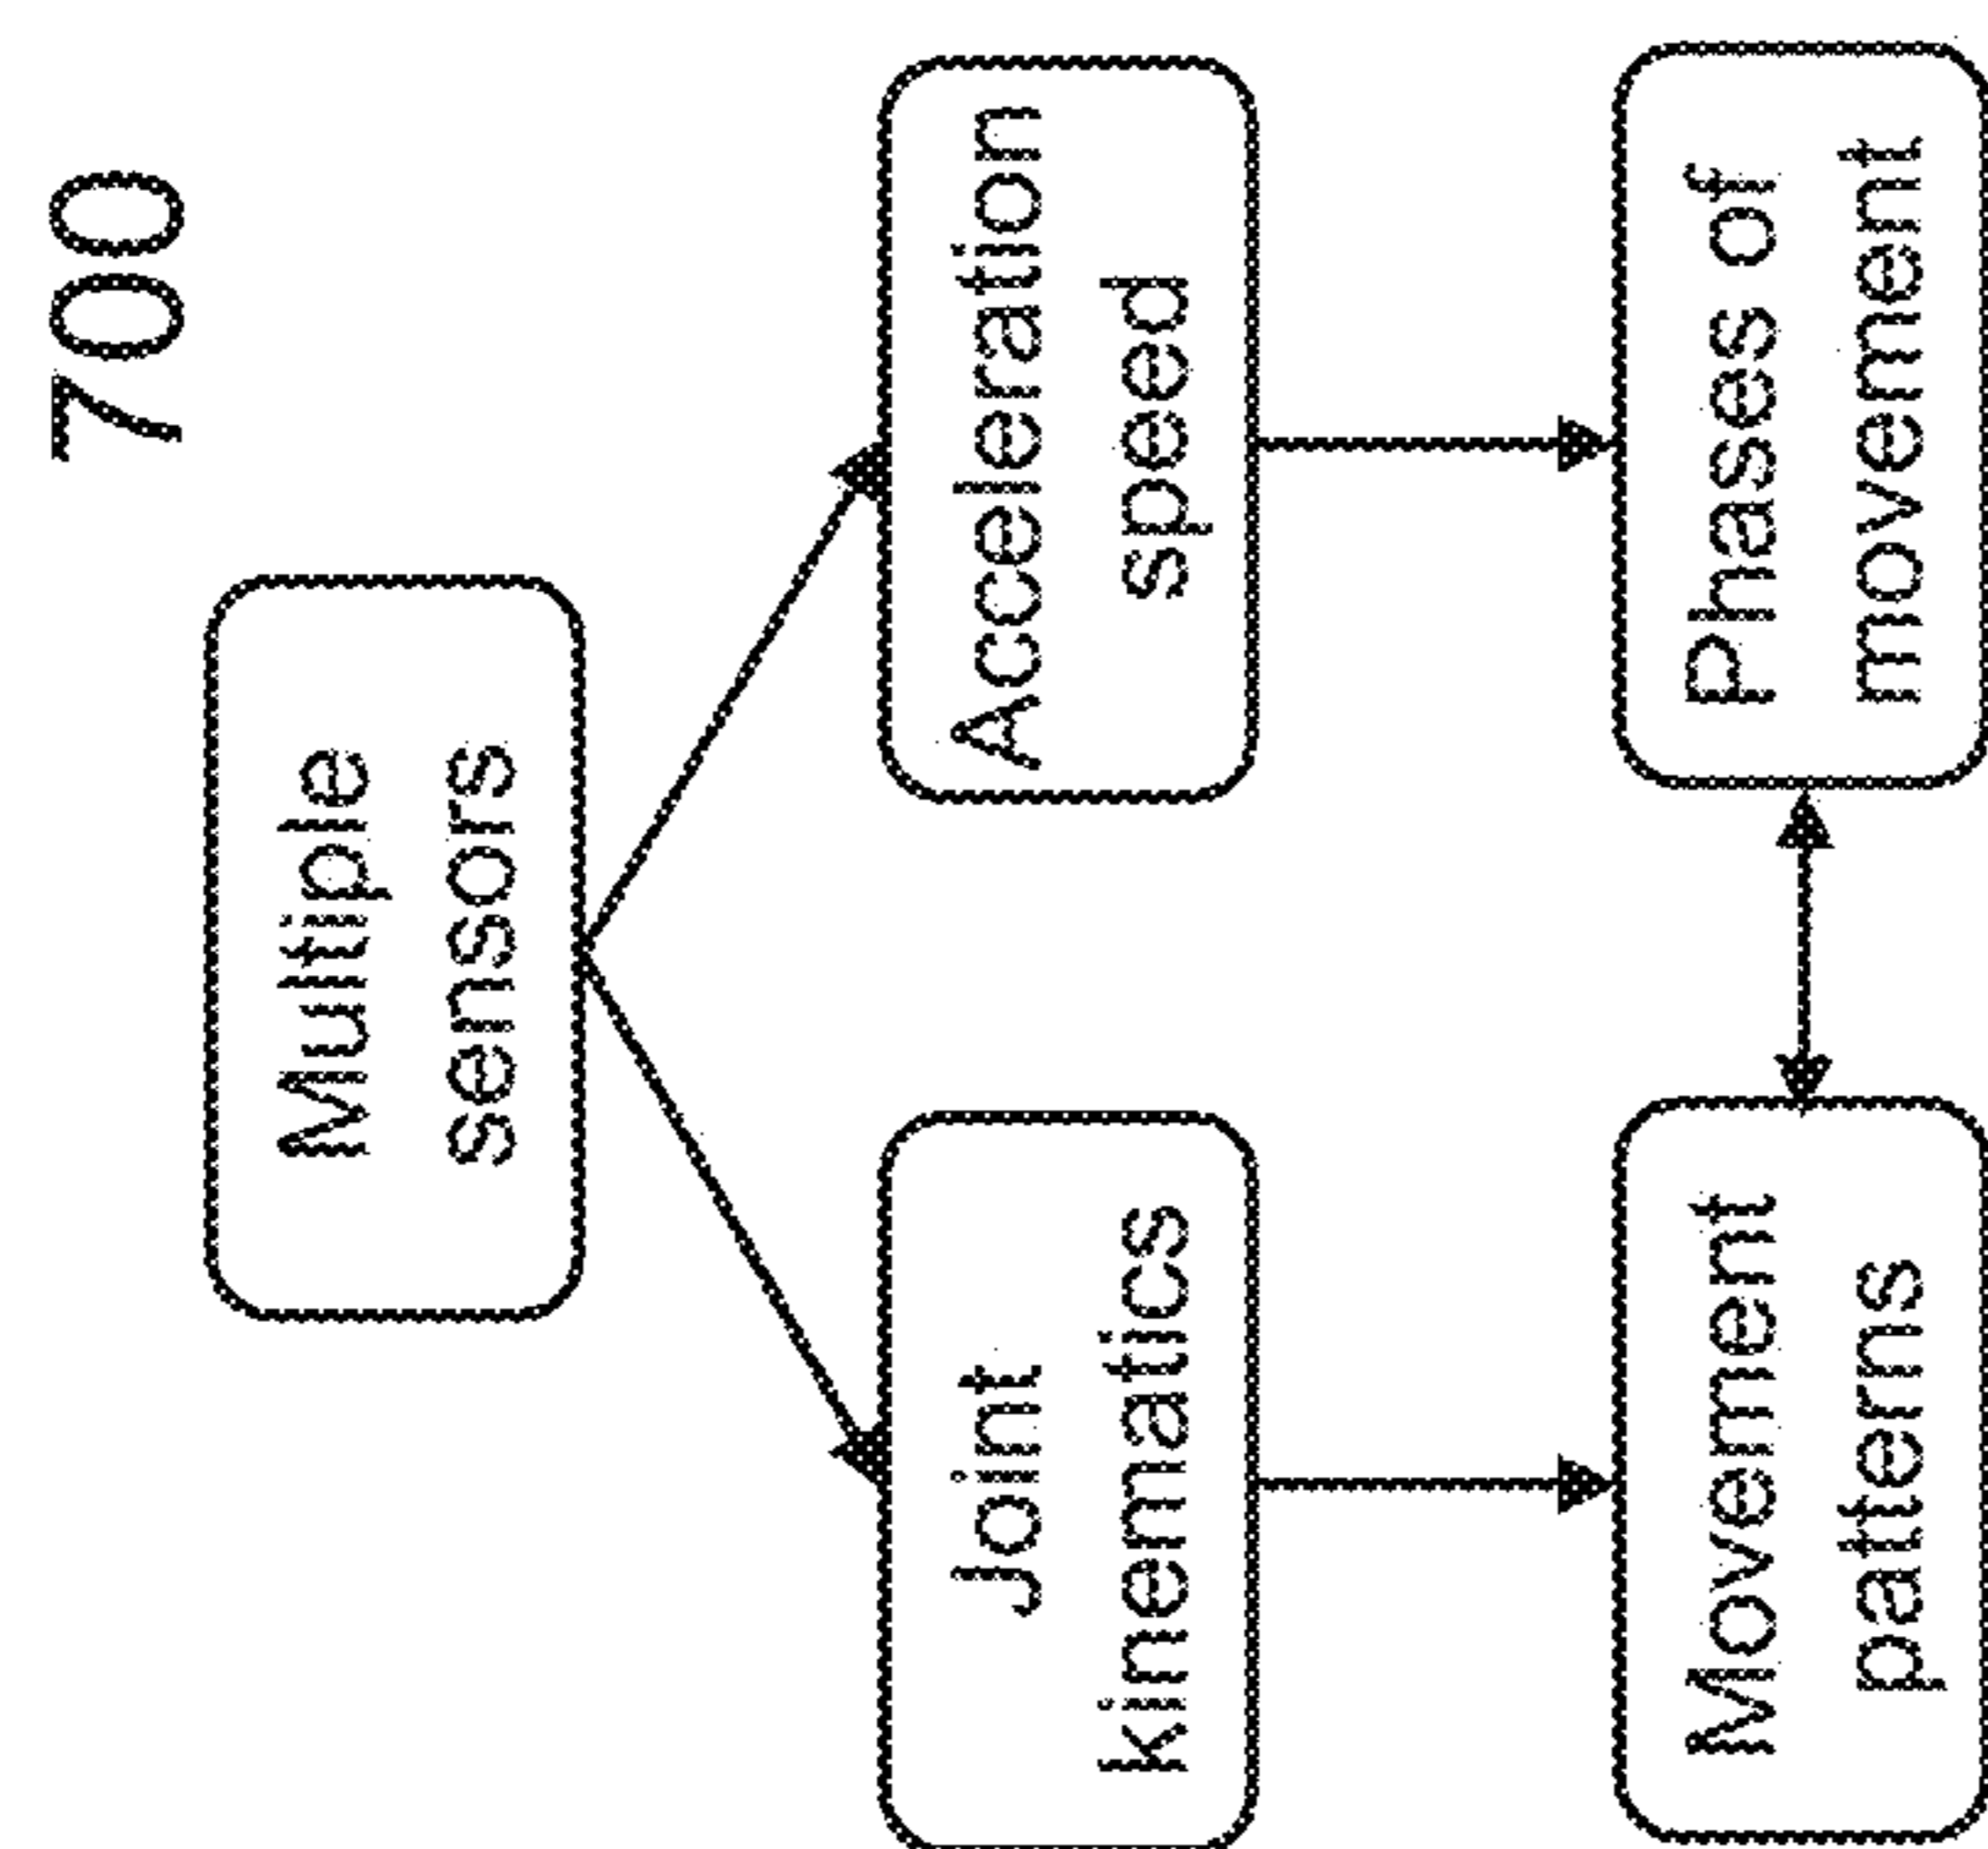 700
Multiple
sensors
Joint
kinematics
Acceleration
speed
Movement
patterns
Phases of
movement